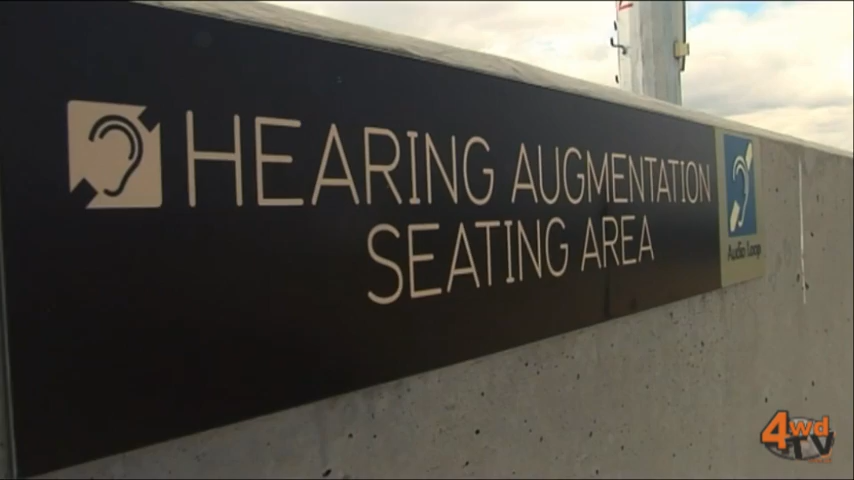 HEARING AUGMENTATION
SEATING AREA
Audio Loop
4wd
TV